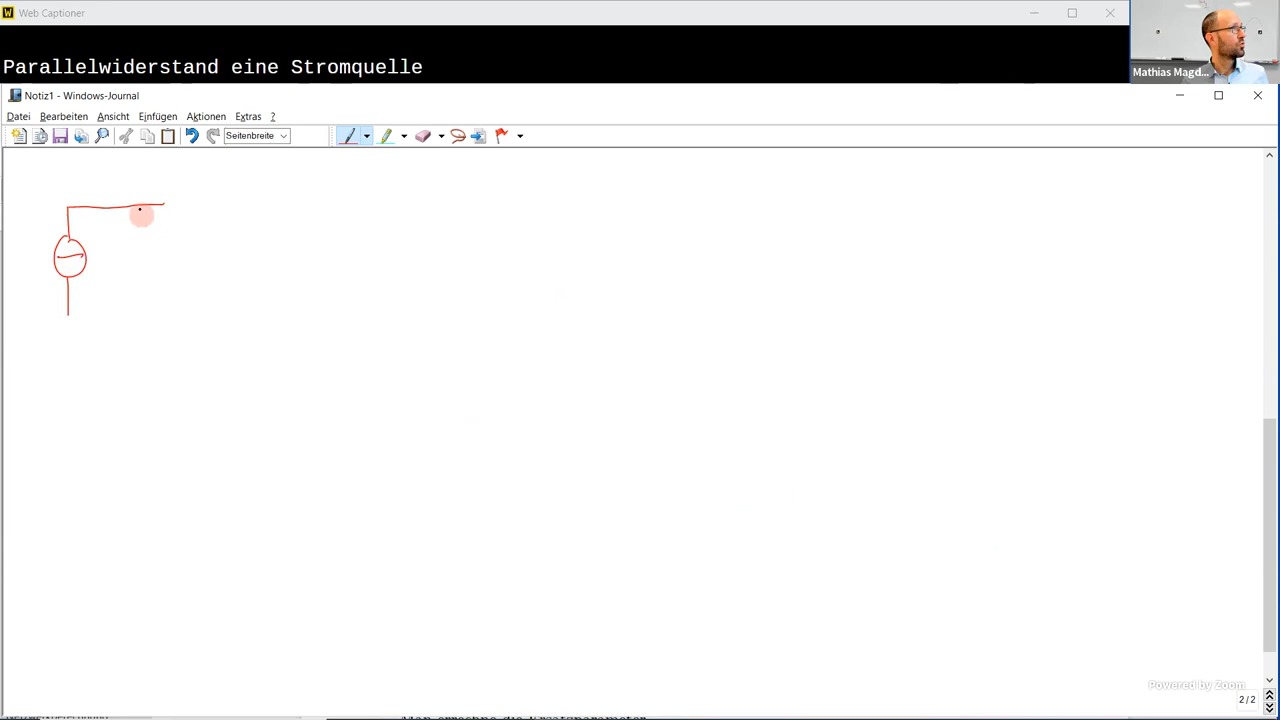 Web Captioner
Parallelwiderstand eine Stromquelle
Mathias Magd...
Notiz1 - Windows-Journal
Datei Bearbeiten Ansicht Einfügen Aktionen Extras ?
Seitenbreite
Powered by Zoom
2/2